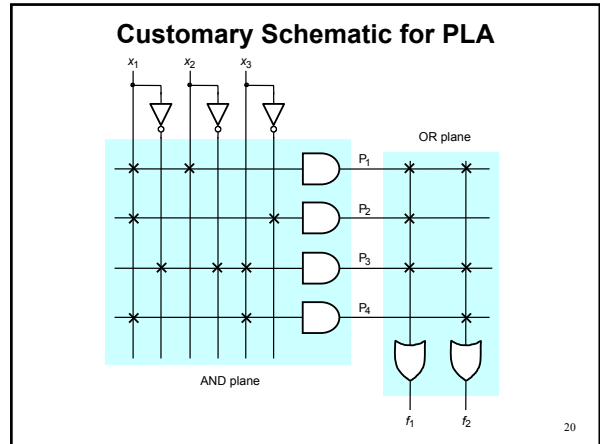 Customary Schematic for PLA
x1 x2 x3
OR plane
P1
P2
P3
P4
AND plane
f1 f2
20